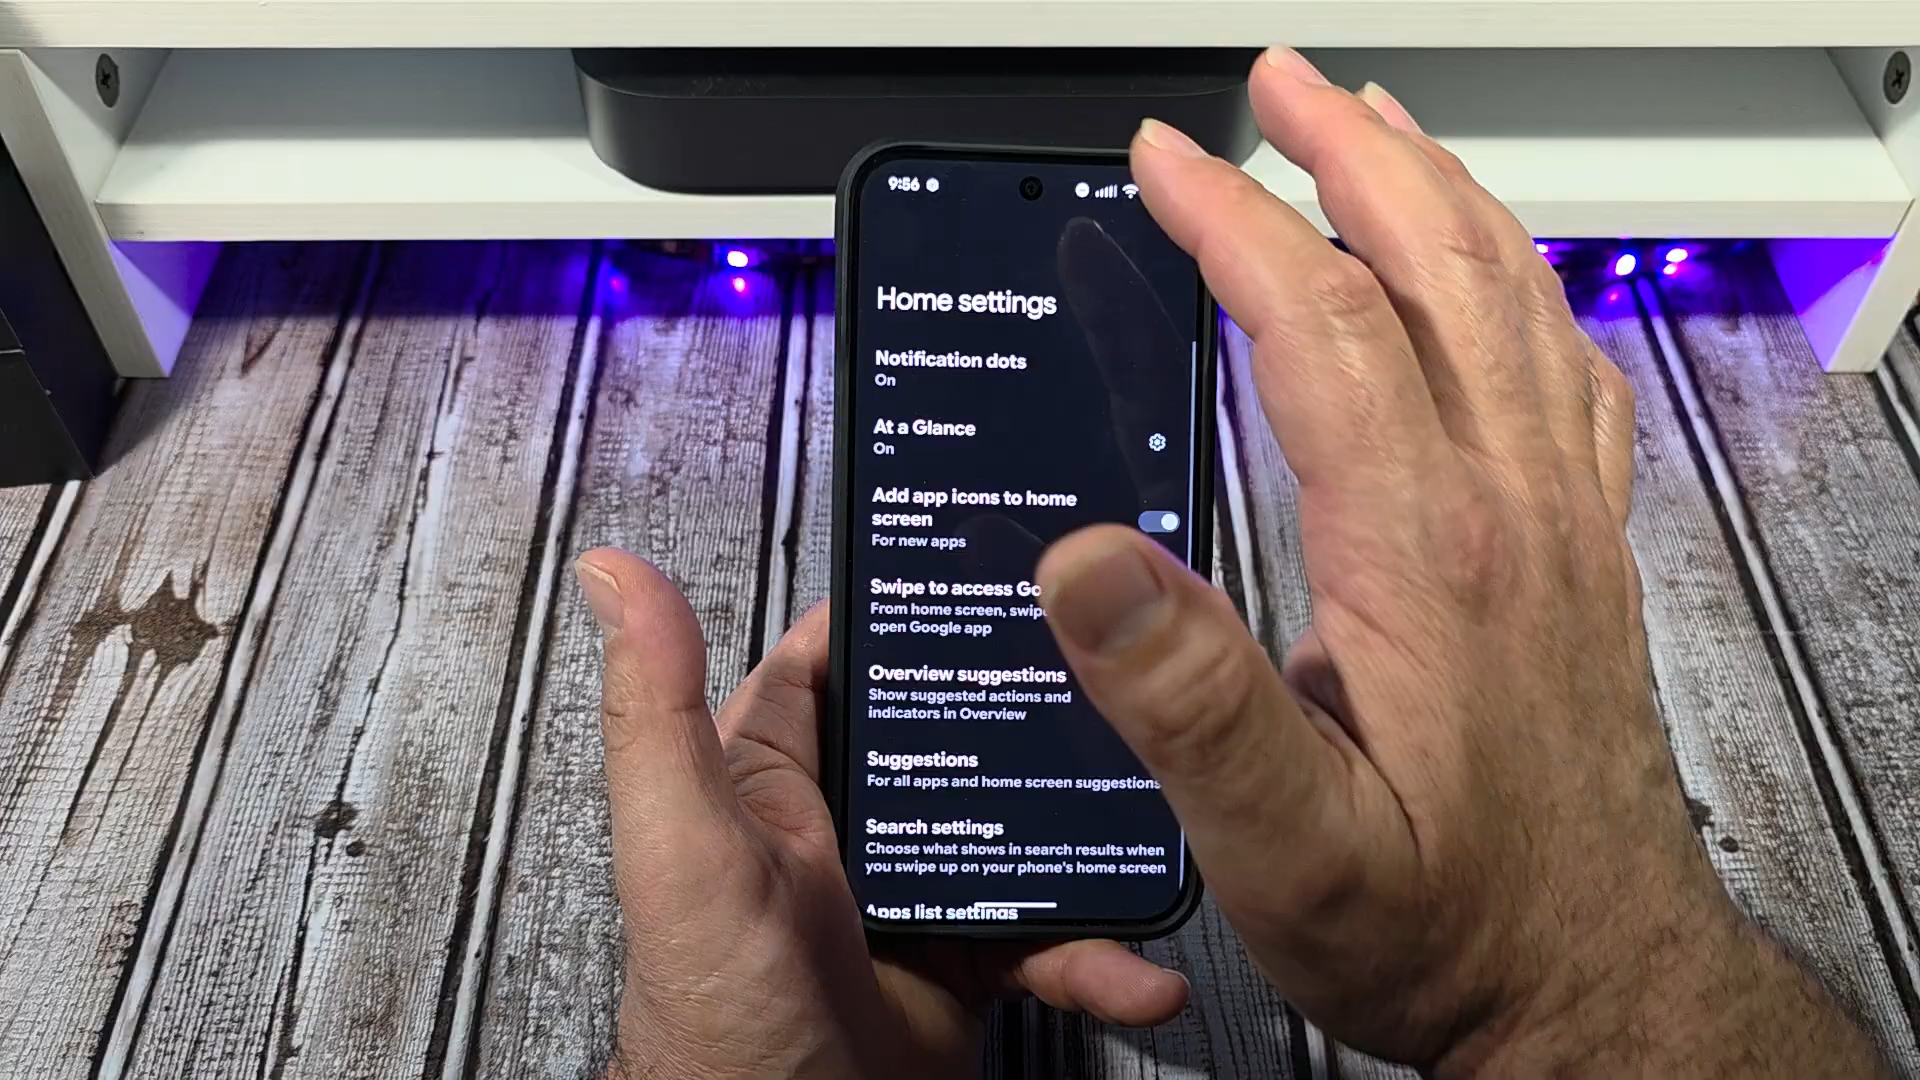 9:56
Home settings
Notification dots
On
At a Glance
On
Add app icons to home
screen
For new apps
Swipe to access
From home screen,
open Google app
Overview suggestions
Show suggested actions and
indicators in Overview
Suggestions
For all apps and home screen suggestions
Search settings
Choose what shows in search results when
you swipe up on your phone's home screen
Apps list settings